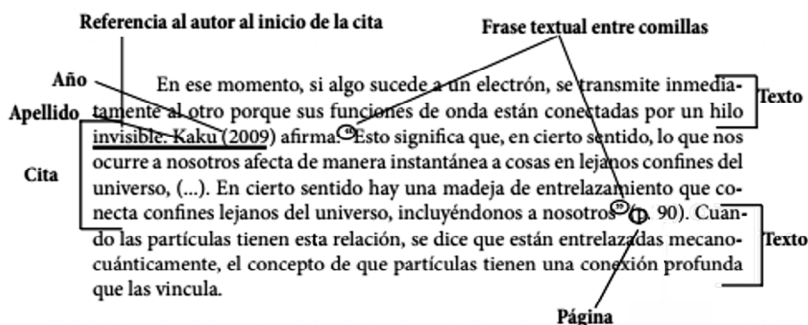 Referencia al autor al inicio de la cita
Frase textual entre comillas
Año
Apellido
Cita
En ese momento, si algo sucede a un electrón, se transmite inmedia-
tamente al otro porque sus funciones de onda están conectadas por un hilo
invisible. Kaku (2009) afirma: “Esto significa que, en cierto sentido, lo que nos
ocurre a nosotros afecta de manera instantánea a cosas en lejanos confines del
universo, (...). En cierto sentido hay una madeja de entrelazamiento que co-
necta confines lejanos del universo, incluyéndonos a nosotros” (p. 90). Cuan-
do las partículas tienen esta relación, se dice que están entrelazadas mecano-
cuánticamente, el concepto de que partículas tienen una conexión profunda
que las vincula.
Texto
Texto
Página